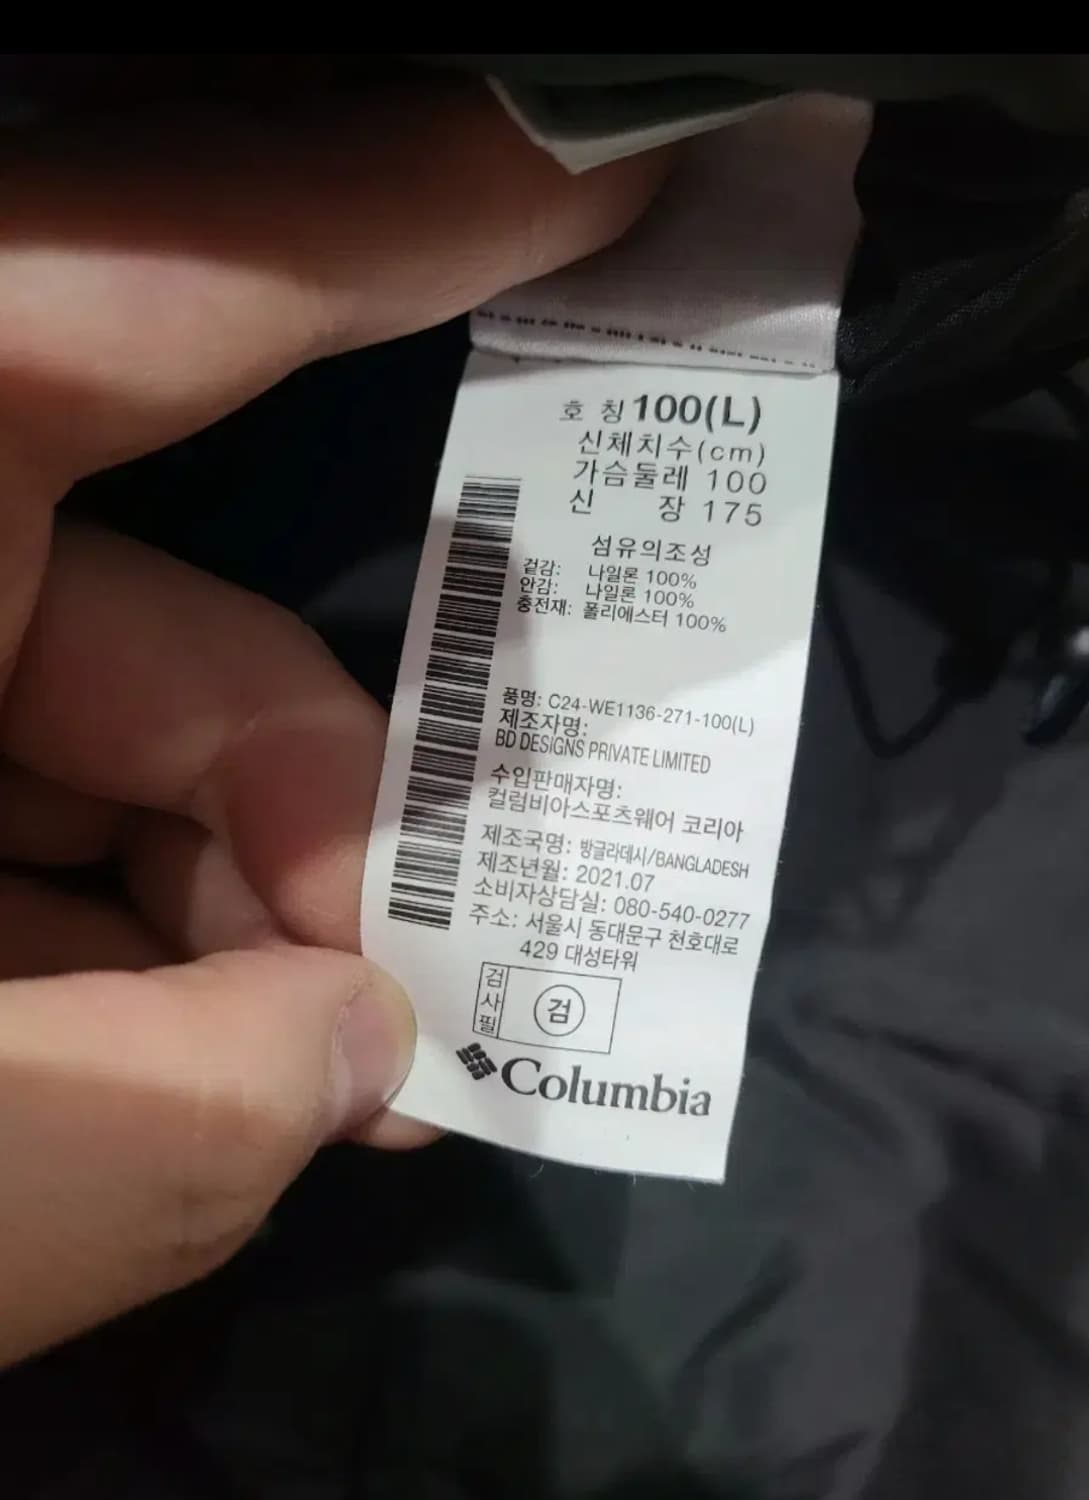 호 칭 100(L)
신체치수(cm)
가슴둘레 100
신 장 175
섬유의조성
겉감: 나일론 100%
안감: 나일론 100%
충전재: 폴리에스터 100%
품명: C24-WE1136-271-100(L)
제조자명:
BD DESIGNS PRIVATE LIMITED
수입판매자명:
컬럼비아스포츠웨어 코리아
제조국명: 방글라데시/BANGLADESH
제조년월: 2021.07
소비자상담실: 080-540-0277
주소: 서울시 동대문구 천호대로
429 대성타워
검사필
검
Columbia